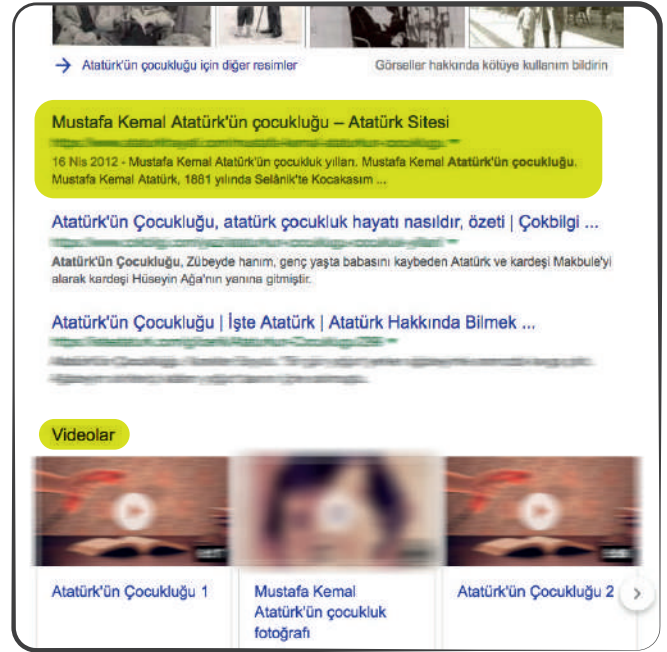 Atatürk'ün çocukluğu için diğer resimler
Görseller hakkında kötüye kullanım bildirin
Mustafa Kemal Atatürk'ün çocukluğu – Atatürk Sitesi
16 Nis 2012 - Mustafa Kemal Atatürk'ün çocukluk yılları. Mustafa Kemal Atatürk'ün çocukluğu.
Mustafa Kemal Atatürk, 1881 yılında Selânik'te Kocakasım ...
Atatürk'ün Çocukluğu, atatürk çocukluk hayatı nasıldır, özeti | Çokbilgi ...
Atatürk'ün Çocukluğu, Zübeyde hanım, genç yaşta babasını kaybeden Atatürk ve kardeşi Makbule'yi
alarak kardeşi Hüseyin Ağa'nın yanına gitmiştir.
Atatürk'ün Çocukluğu | İşte Atatürk | Atatürk Hakkında Bilmek ...
Videolar
Atatürk'ün Çocukluğu 1
Mustafa Kemal
Atatürk'ün çocukluk
fotoğrafı
Atatürk'ün Çocukluğu 2